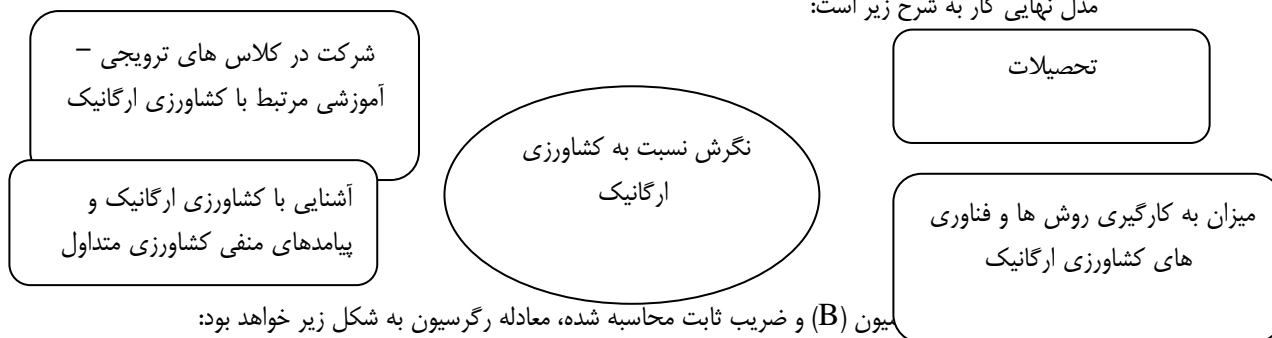 مدل نهایی کار به شرح زیر است:
تحصیلات
شرکت در کلاس های ترویجی –
آموزشی مرتبط با کشاورزی ارگانیک
نگرش نسبت به کشاورزی
ارگانیک
آشنایی با کشاورزی ارگانیک و
پیامدهای منفی کشاورزی متداول
میزان به کارگیری روش ها و فناوری
های کشاورزی ارگانیک
(B) و ضریب ثابت محاسبه شده، معادله رگرسیون به شکل زیر خواهد بود: